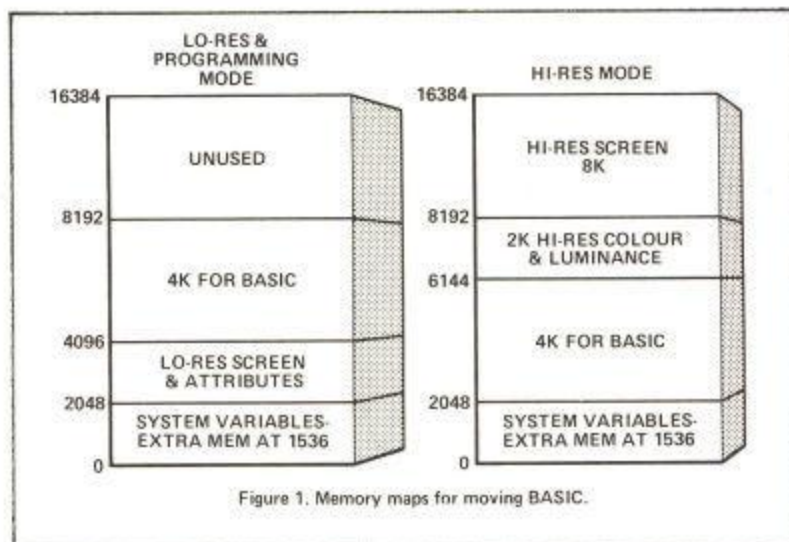 LO-RES &
PROGRAMMING
MODE
16384
UNUSED
8192
4K FOR BASIC
4096
LO-RES SCREEN
& ATTRIBUTES
2048
SYSTEM VARIABLES-
EXTRA MEM AT 1536
0
HI-RES MODE
16384
HI-RES SCREEN
8K
8192
2K HI-RES COLOUR
& LUMINANCE
6144
4K FOR BASIC
2048
SYSTEM VARIABLES-
EXTRA MEM AT 1536
0
Figure 1. Memory maps for moving BASIC.